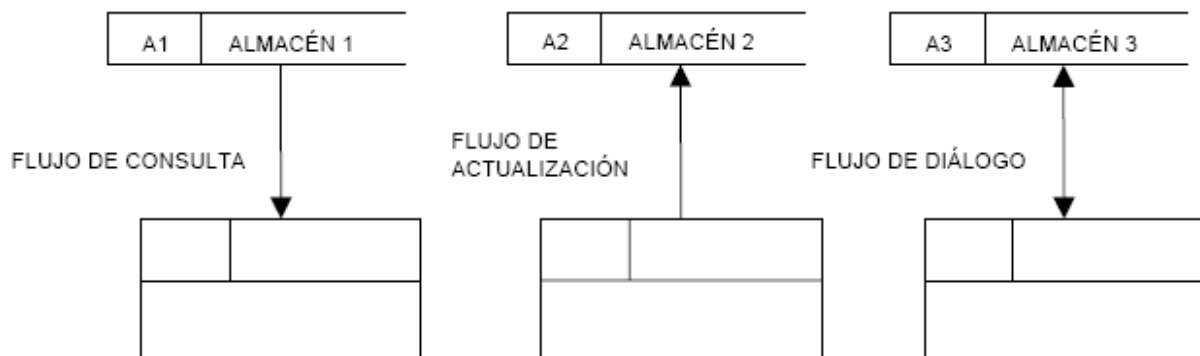 A1 ALMACÉN 1
A2 ALMACÉN 2
A3 ALMACÉN 3
FLUJO DE CONSULTA
FLUJO DE
ACTUALIZACIÓN
FLUJO DE DIÁLOGO